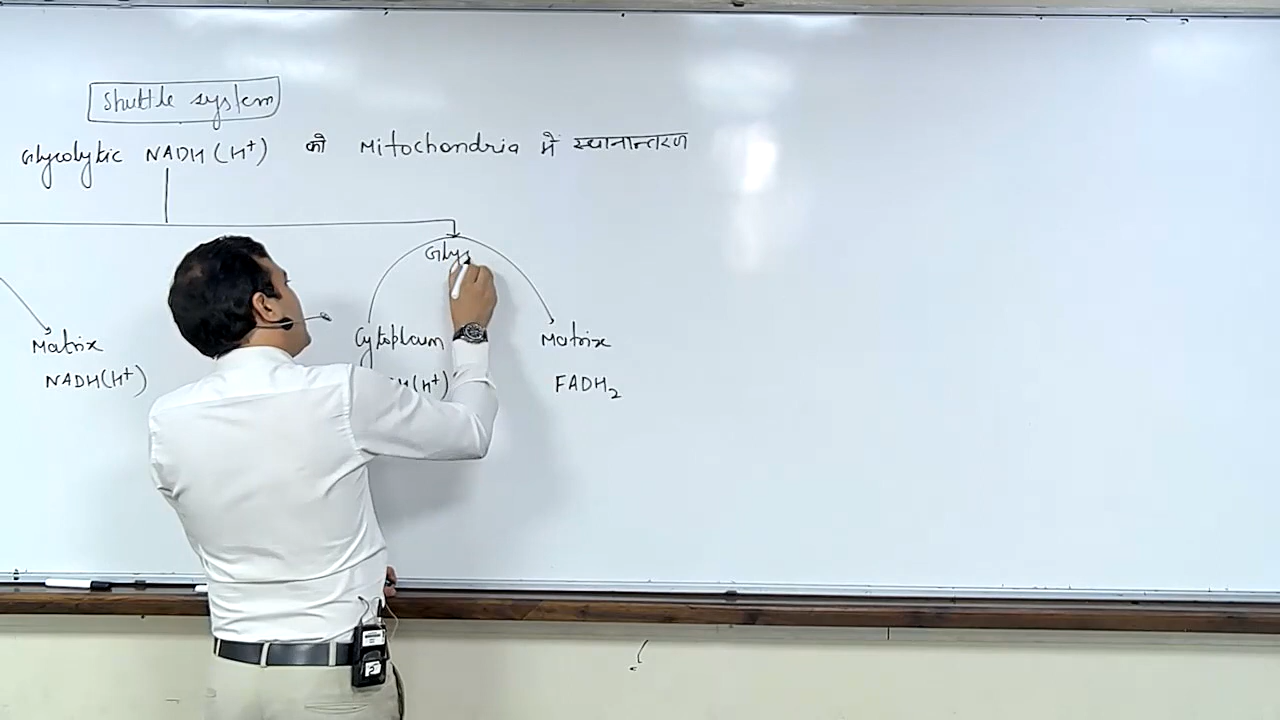 Shuttle system
Glycolytic NADH(H⁺) को Mitochondria में स्थानान्तरण
Glys
Matrix
Cytoplasm
Matrix
NADH(H⁺)
H(H⁺)
FADH₂